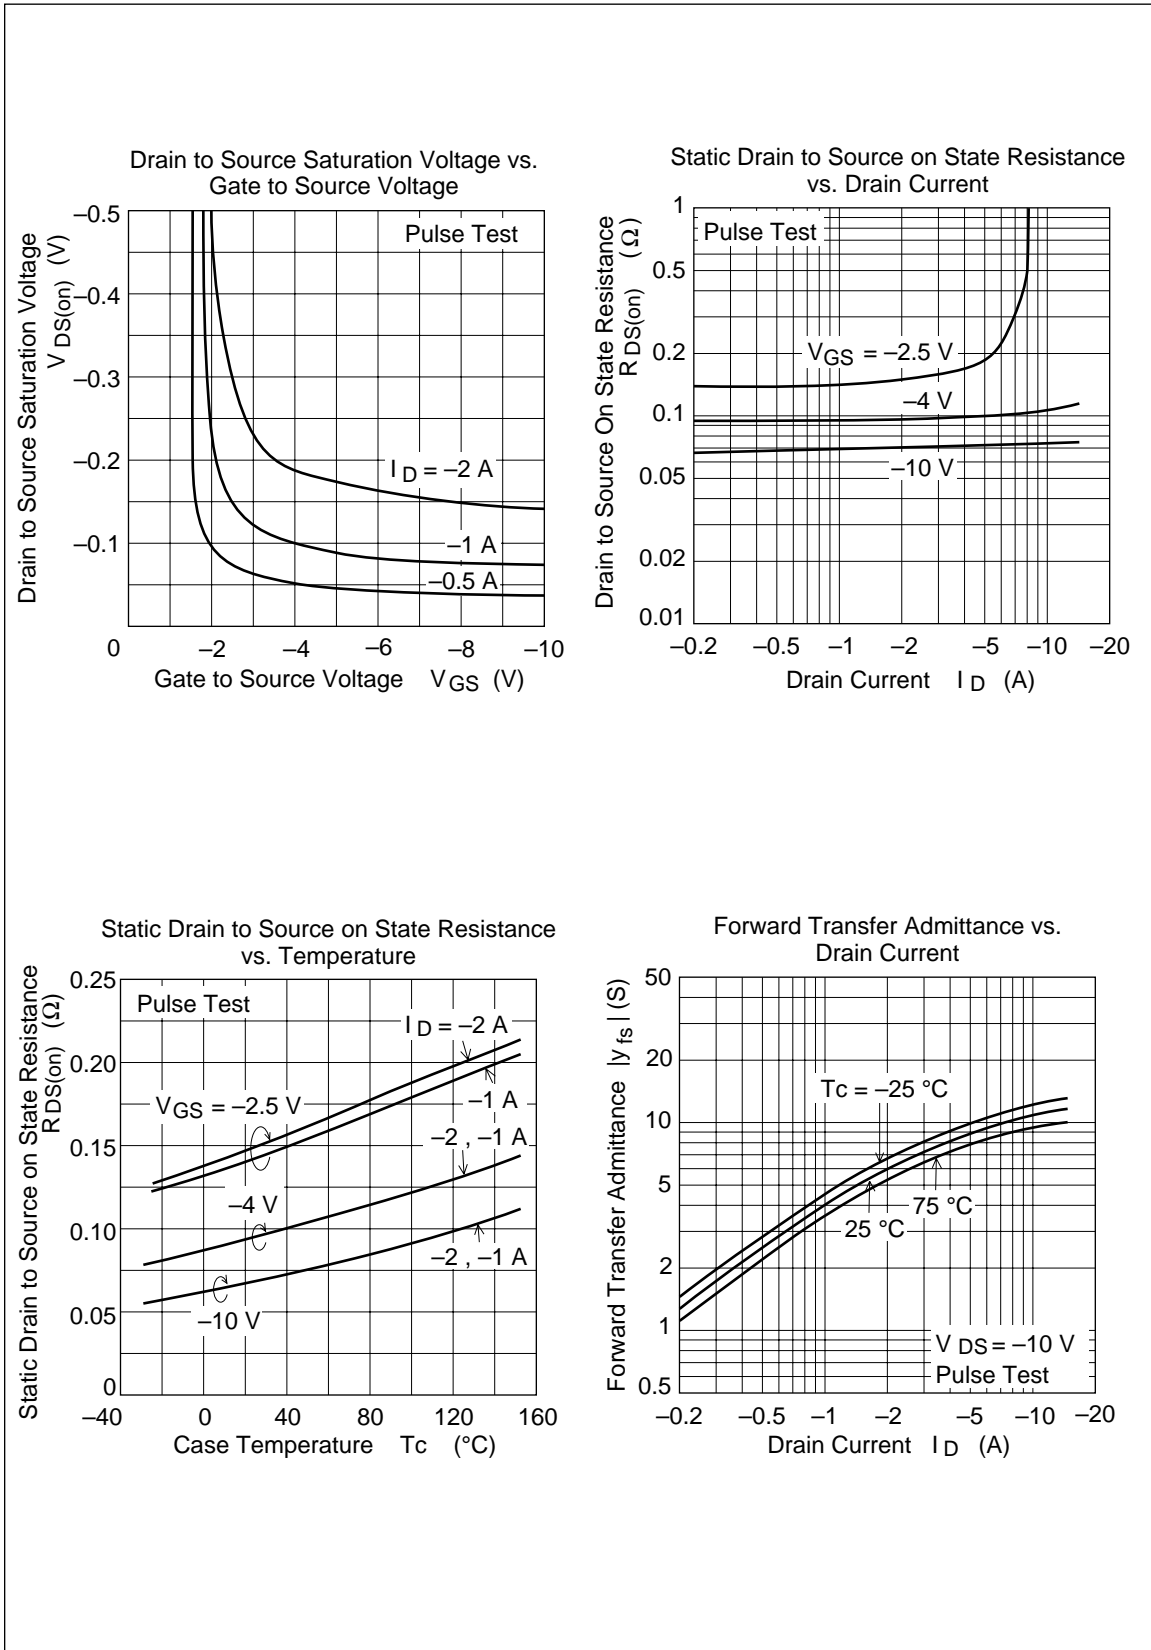 Drain to Source Saturation Voltage vs.
Gate to Source Voltage
Drain to Source Saturation Voltage
V DS(on) (V)
–0.5
–0.4
–0.3
–0.2
–0.1
Pulse Test
I D = –2 A
–1 A
–0.5 A
0 –2 –4 –6 –8 –10
Gate to Source Voltage V GS (V)
Static Drain to Source on State Resistance
vs. Drain Current
Drain to Source On State Resistance
R DS(on) (Ω)
1
0.5
0.2
0.1
0.05
0.02
0.01
Pulse Test
V GS = –2.5 V
–4 V
–10 V
–0.2 –1 –2 –5 –10 –20
Drain Current I D (A)
Static Drain to Source on State Resistance
vs. Temperature
Static Drain to Source on State Resistance
R DS(on) (Ω)
0.25
0.20
0.15
0.10
0.05
0
Pulse Test
I D = –2 A
V GS = –2.5 V
–1 A
–2 , –1 A
–4 V
–2 , –1 A
–10 V
–40 0 40 80 120 160
Case Temperature Tc (°C)
Forward Transfer Admittance vs.
Drain Current
Forward Transfer Admittance |y fs | (S)
50
20
10
5
2
1
0.5
Tc = –25 °C
75 °C
25 °C
V DS = –10 V
Pulse Test
–0.2 –0.5 –1 –2 –5 –10 –20
Drain Current I D (A)